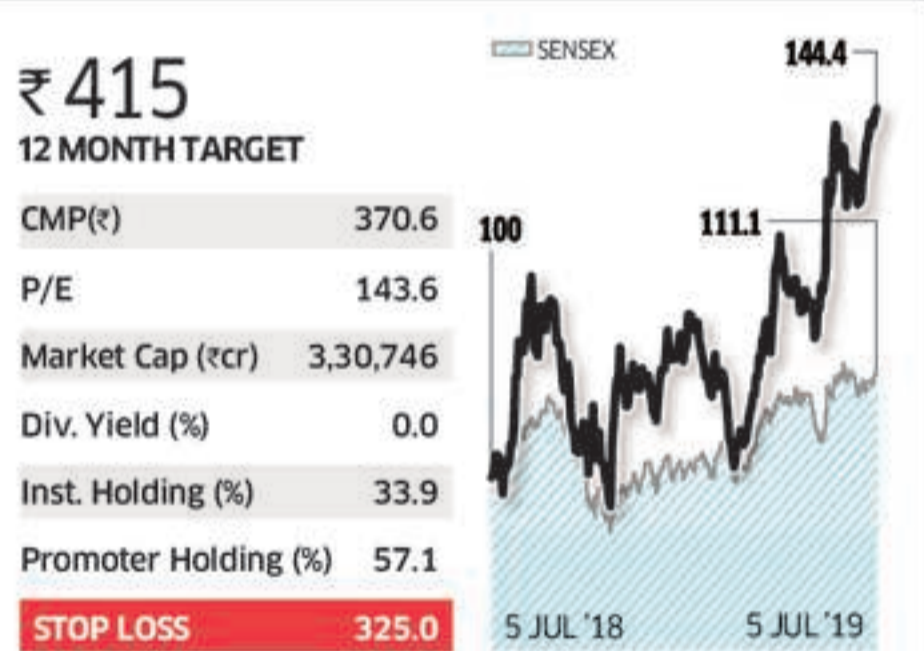 ₹415
12 MONTH TARGET
CMP(₹) 370.6
P/E 143.6
Market Cap (₹cr) 3,30,746
Div. Yield (%) 0.0
Inst. Holding (%) 33.9
Promoter Holding (%) 57.1
STOP LOSS 325.0
SENSEX
144.4
100
111.1
5 JUL '18
5 JUL '19